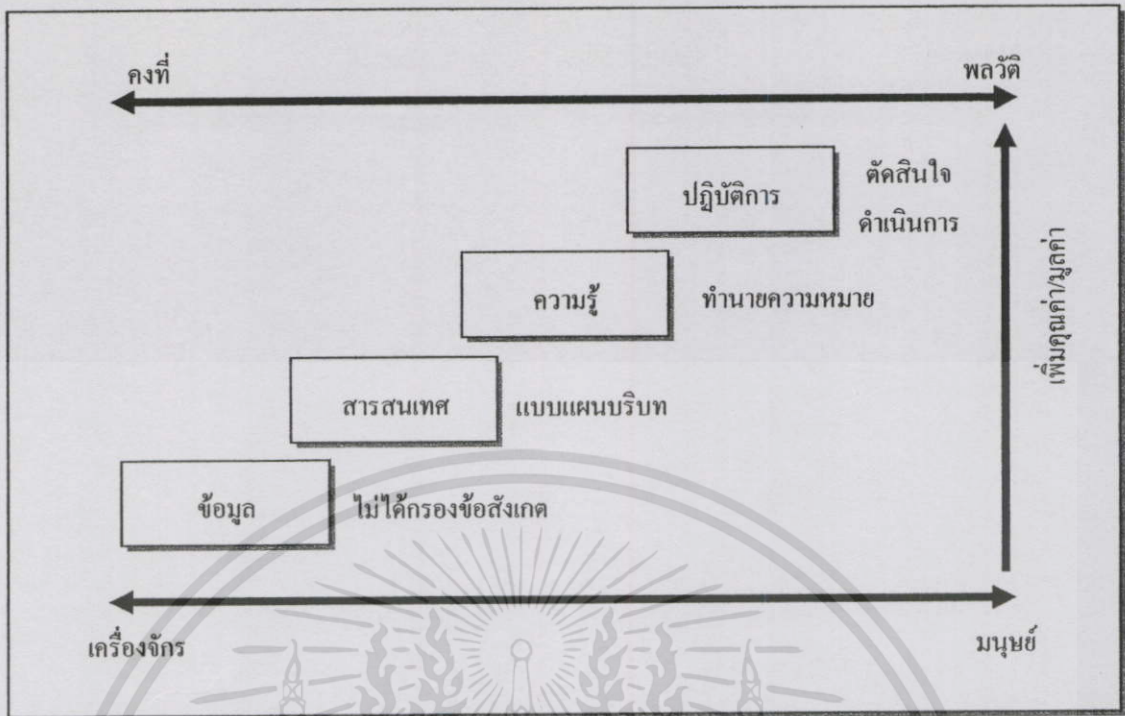 คงที่ พลวัติ
ปฏิบัติการ ตัดสินใจ
ดำเนินการ
ความรู้ ทำนายความหมาย
เพิ่มคุณค่า/มูลค่า
สารสนเทศ แบบแผนบริบท
ข้อมูล ไม่ได้กรองข้อสังเกต
เครื่องจักร มนุษย์